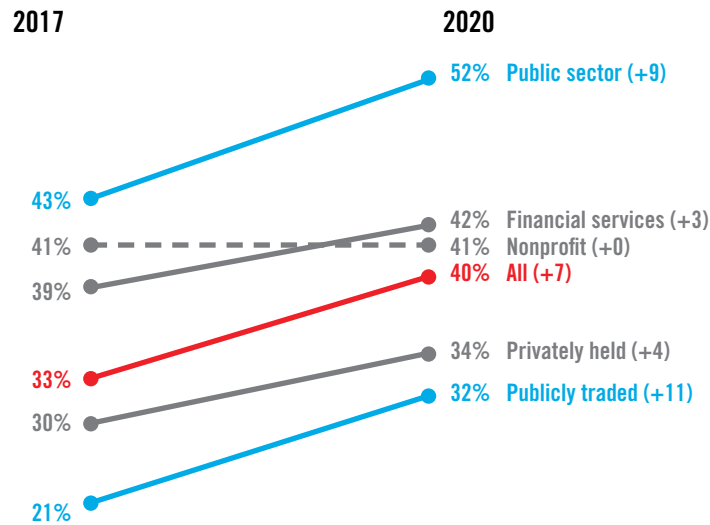 2017 2020
52% Public sector (+9)
43%
42% Financial services (+3)
41% 41% Nonprofit (+0)
40% All (+7)
39%
34% Privately held (+4)
33%
32% Publicly traded (+11)
30%
21%